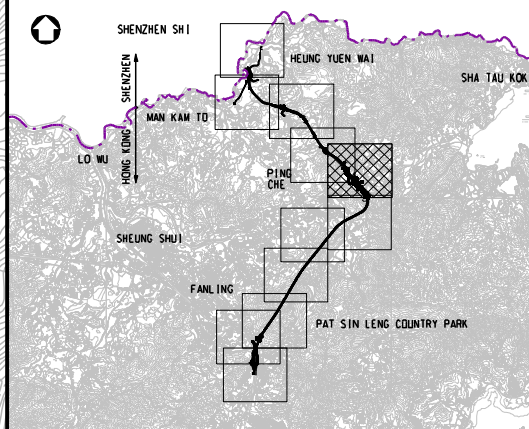 SHENZHEN SHI
HEUNG YUEN WAI
SHA TAU KOK
SHENZHEN
HONG KONG
MAN KAM TO
LO WU
PING
CHE
SHEUNG SHUI
FANLING
PAT SIN LENG COUNTRY PARK